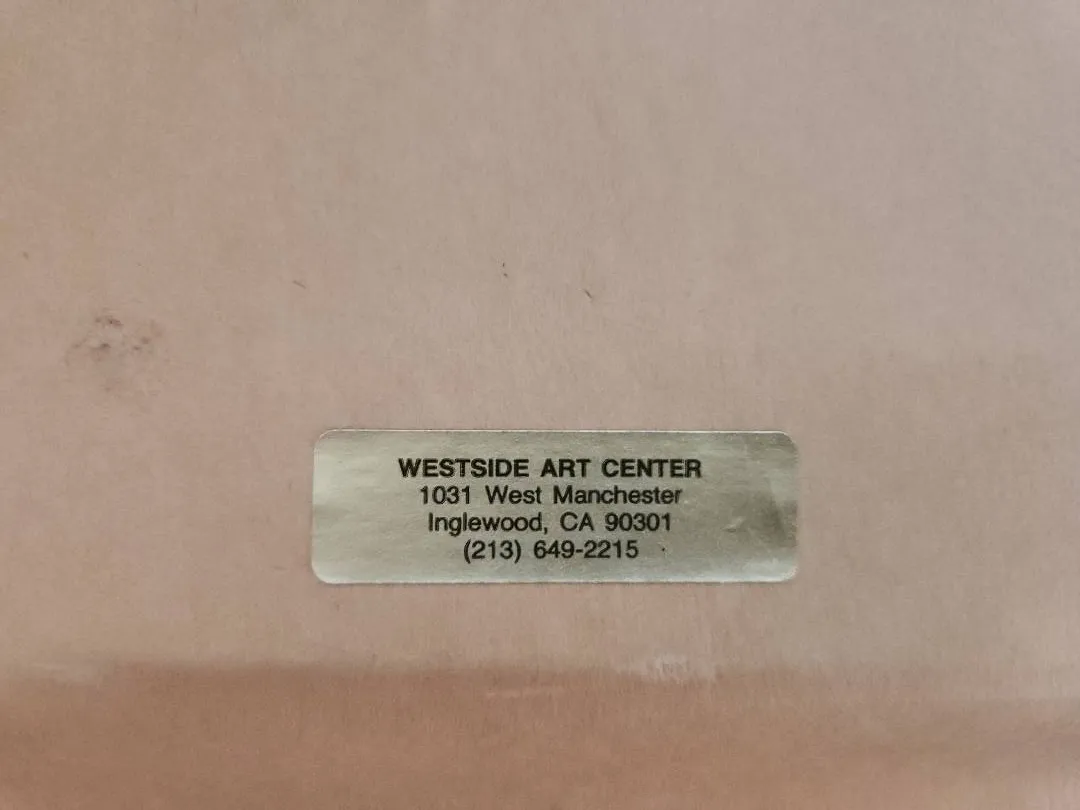 WESTSIDE ART CENTER
1031 West Manchester
Inglewood, CA 90301
(213) 649-2215